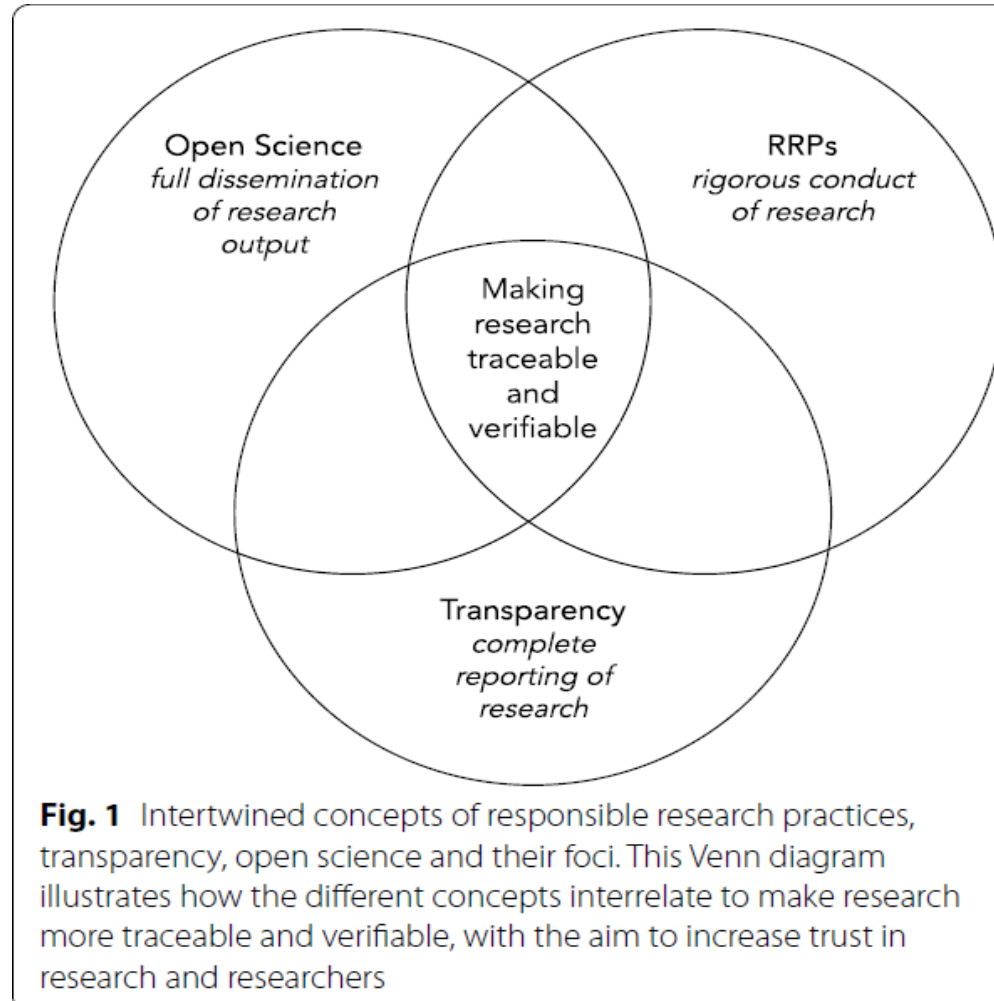 Open Science
full dissemination
of research
output
RRPs
rigorous conduct
of research
Making
research
traceable
and
verifiable
Transparency
complete
reporting of
research
Fig. 1 Intertwined concepts of responsible research practices,
transparency, open science and their foci. This Venn diagram
illustrates how the different concepts interrelate to make research
more traceable and verifiable, with the aim to increase trust in
research and researchers